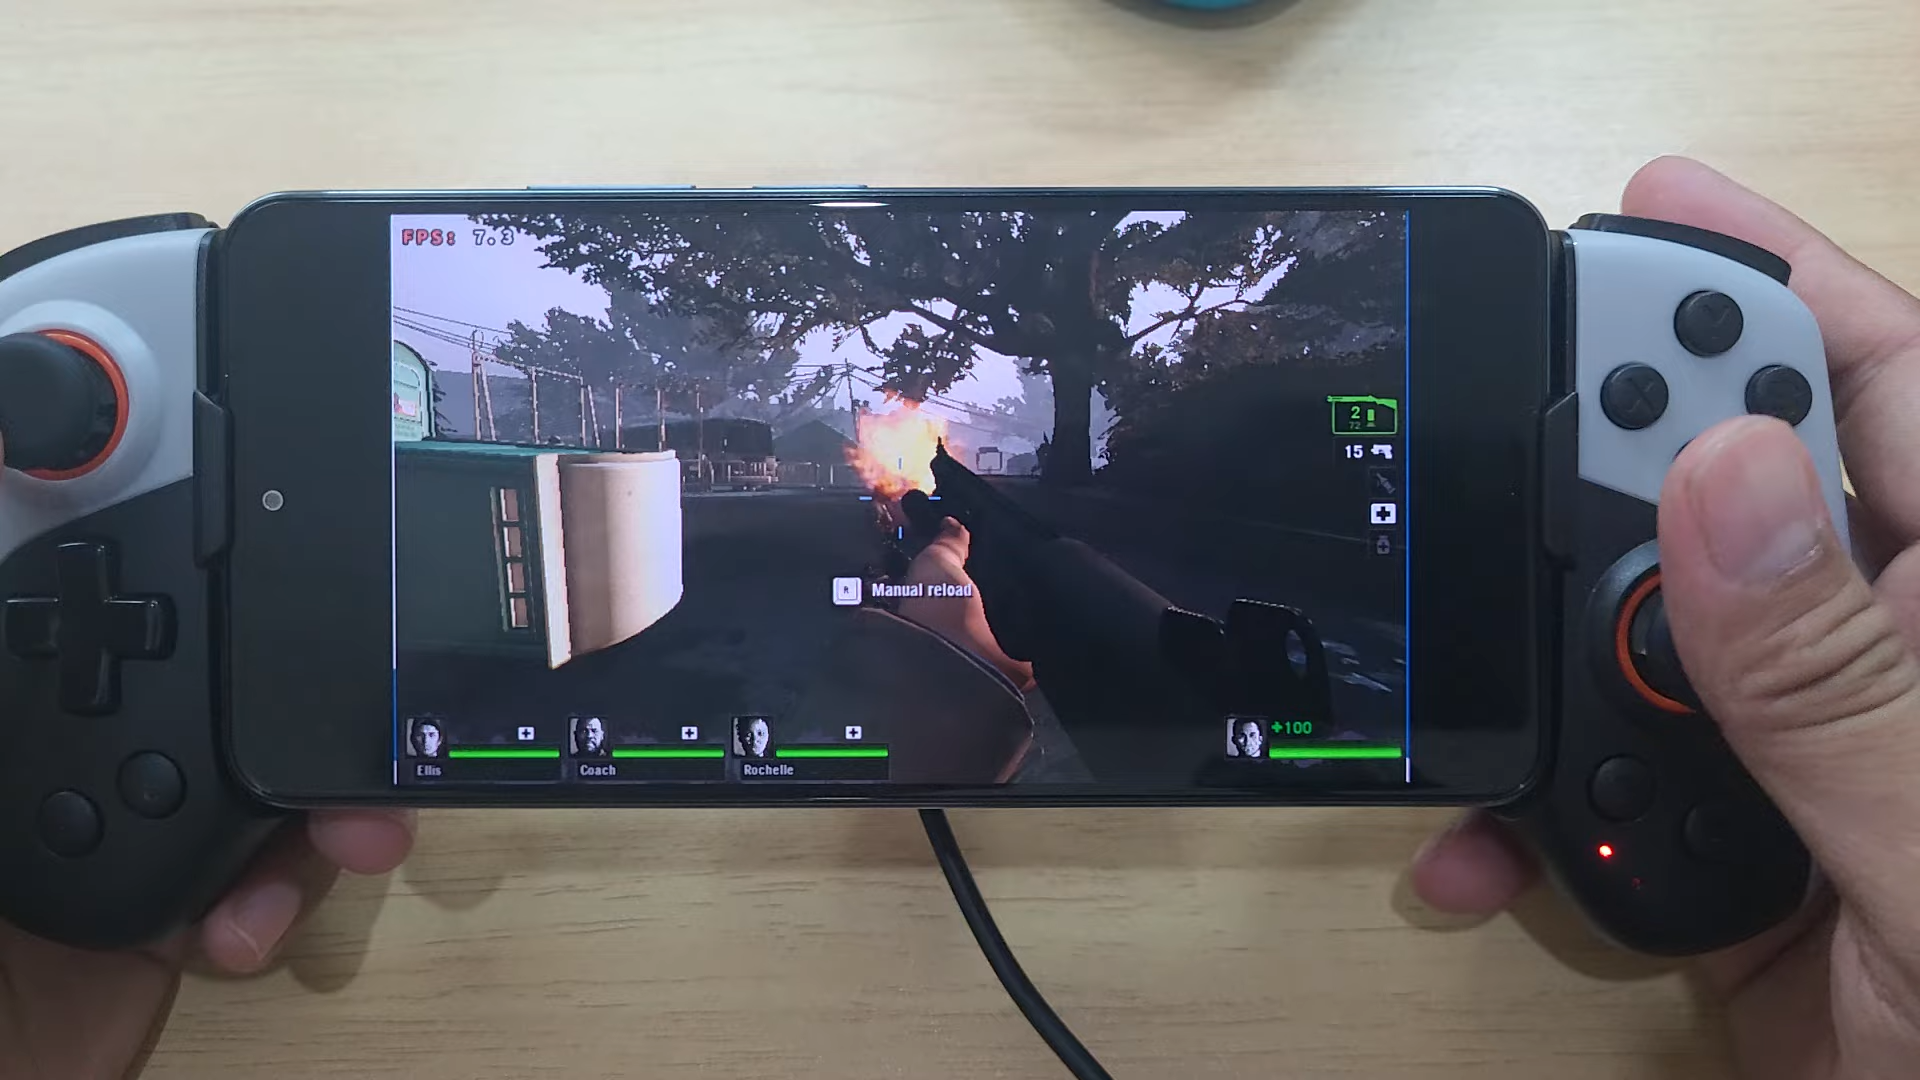 FPS: 7.3
2
72
15
R Manual reload
+100
Ellis
Coach
Rochelle
Y
X